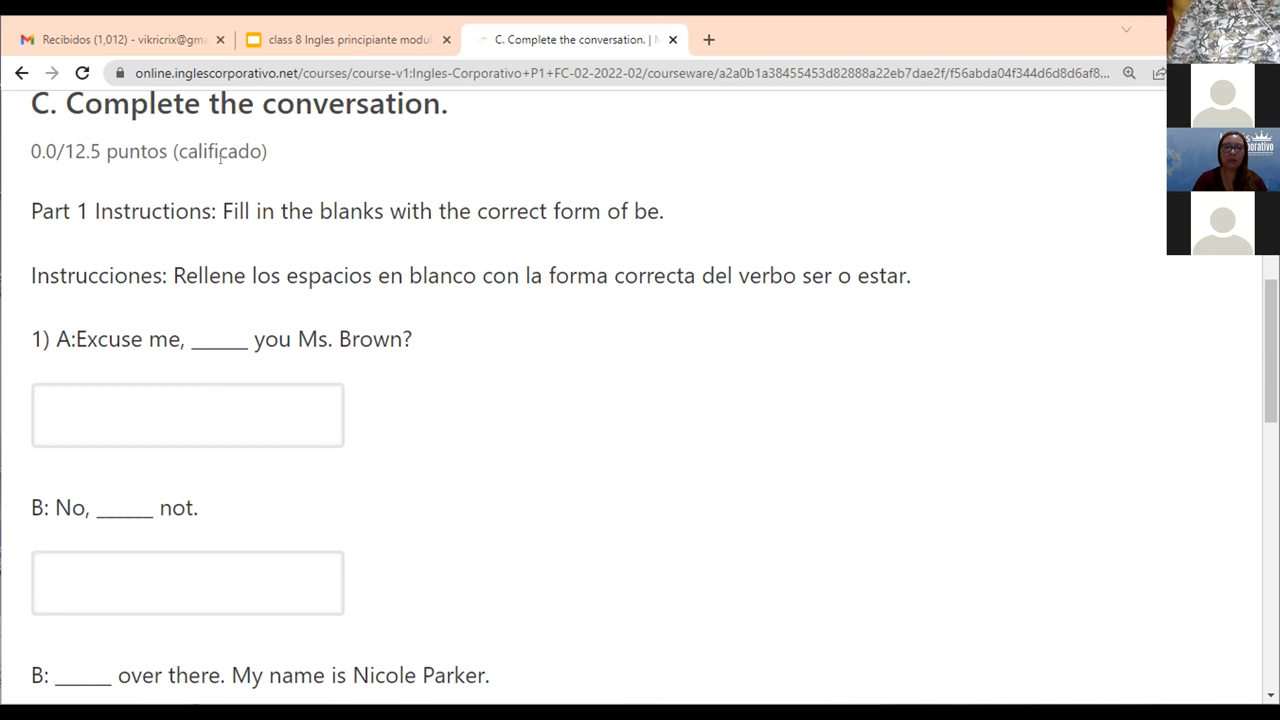 Recibidos (1,012) - vikricrix@gma
class 8 Ingles principiante modul
C. Complete the conversation. |
online.inglescorporativo.net/courses/course-v1:Ingles-Corporativo+P1+FC-02-2022-02/courseware/a2a0b1a38455453d82888a22eb7dae2f/f56abda04f344d6d8d6af8...
C. Complete the conversation.
0.0/12.5 puntos (calificado)
Part 1 Instructions: Fill in the blanks with the correct form of be.
Instrucciones: Rellene los espacios en blanco con la forma correcta del verbo ser o estar.
1) A:Excuse me, ______ you Ms. Brown?
B: No, ______ not.
B: ______ over there. My name is Nicole Parker.